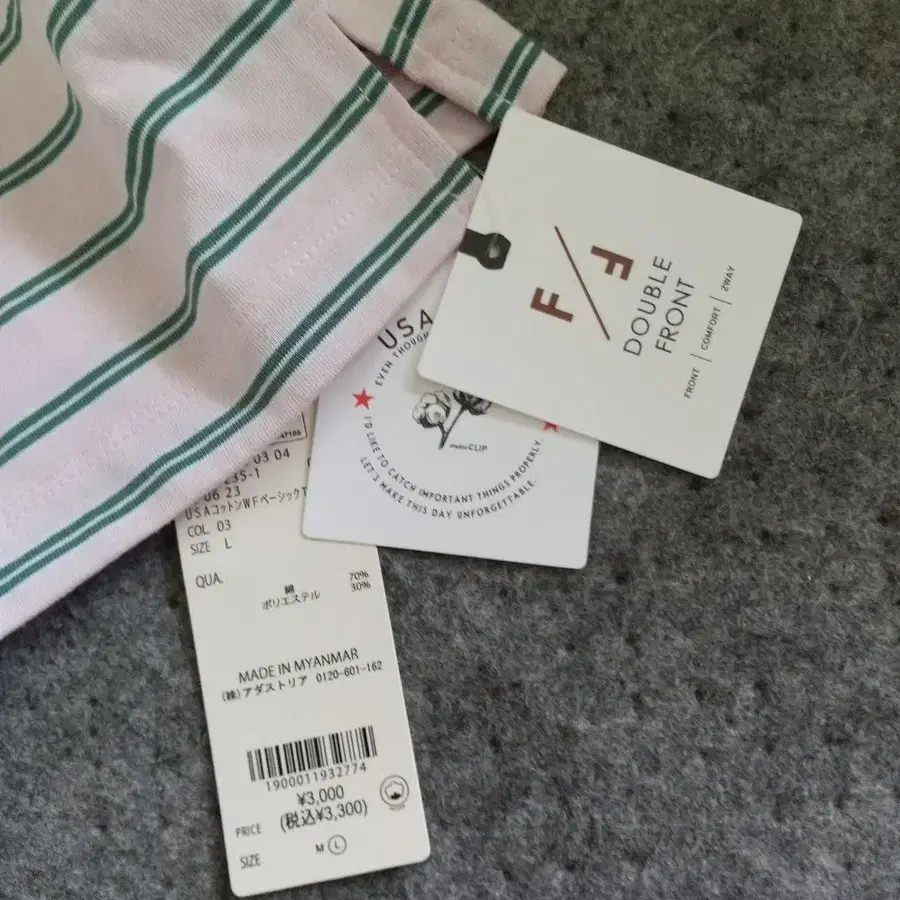 F/F
DOUBLE
FRONT
FRONT | COMFORT | 2WAY
USA
EVEN THOUGH
studio CLIP
I'D LIKE TO CATCH IMPORTANT THINGS PROPERLY.
LET'S MAKE THIS DAY UNFORGETTABLE.
03 04
35-1
06 23
USAコットンWFベーシックT
COL 03
SIZE L
QUA.
綿 70%
ポリエステル 30%
MADE IN MYANMAR
(株)アダストリア 0120-601-162
1900011932774
¥3,000
PRICE (税込¥3,300)
SIZE M L